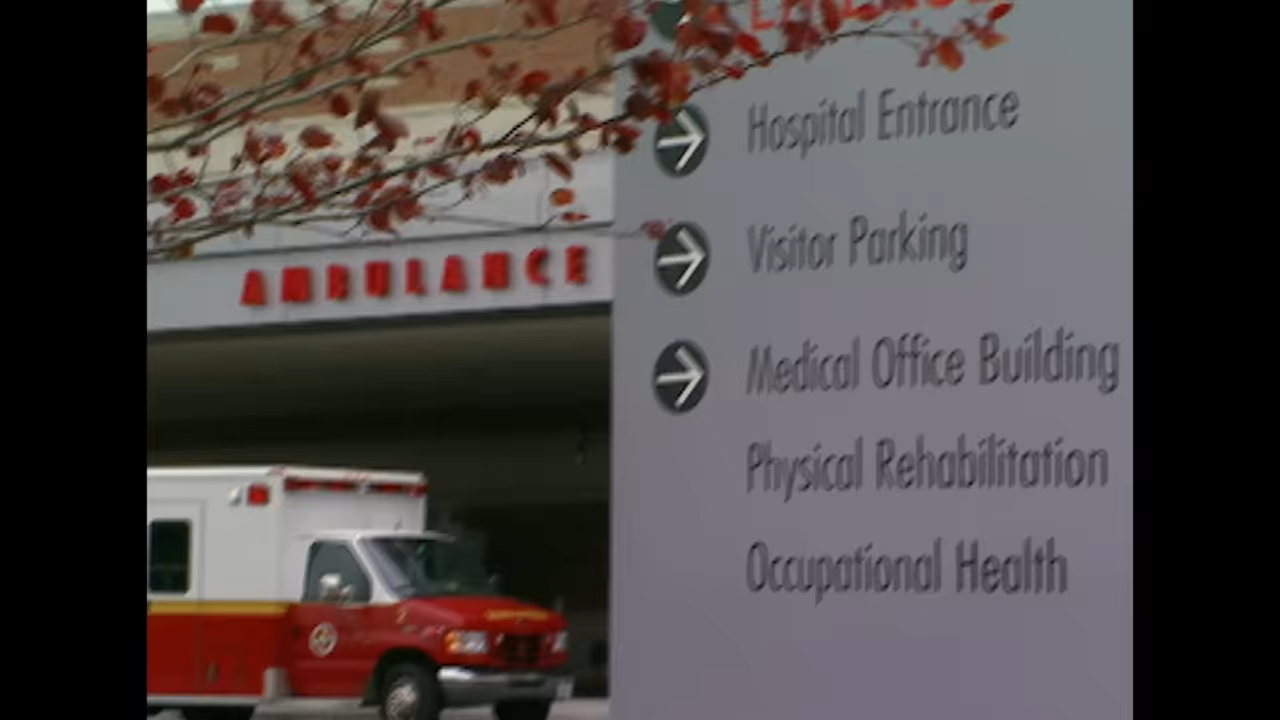 Hospital Entrance
Visitor Parking
Medical Office Building
Physical Rehabilitation
Occupational Health
AMBULANCE